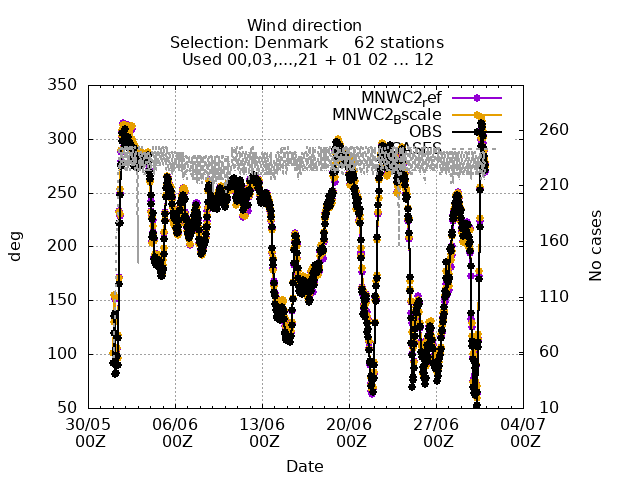 Wind direction
Selection: Denmark 62 stations
Used 00,03,...,21 + 01 02 ... 12
MNWC2_ref
MNWC2_Bscale
OBS
CASES
350
300
250
200
150
100
50
deg
260
210
160
110
60
10
No cases
30/05 06/06 13/06 20/06 27/06 04/07
00Z 00Z 00Z 00Z 00Z 00Z
Date